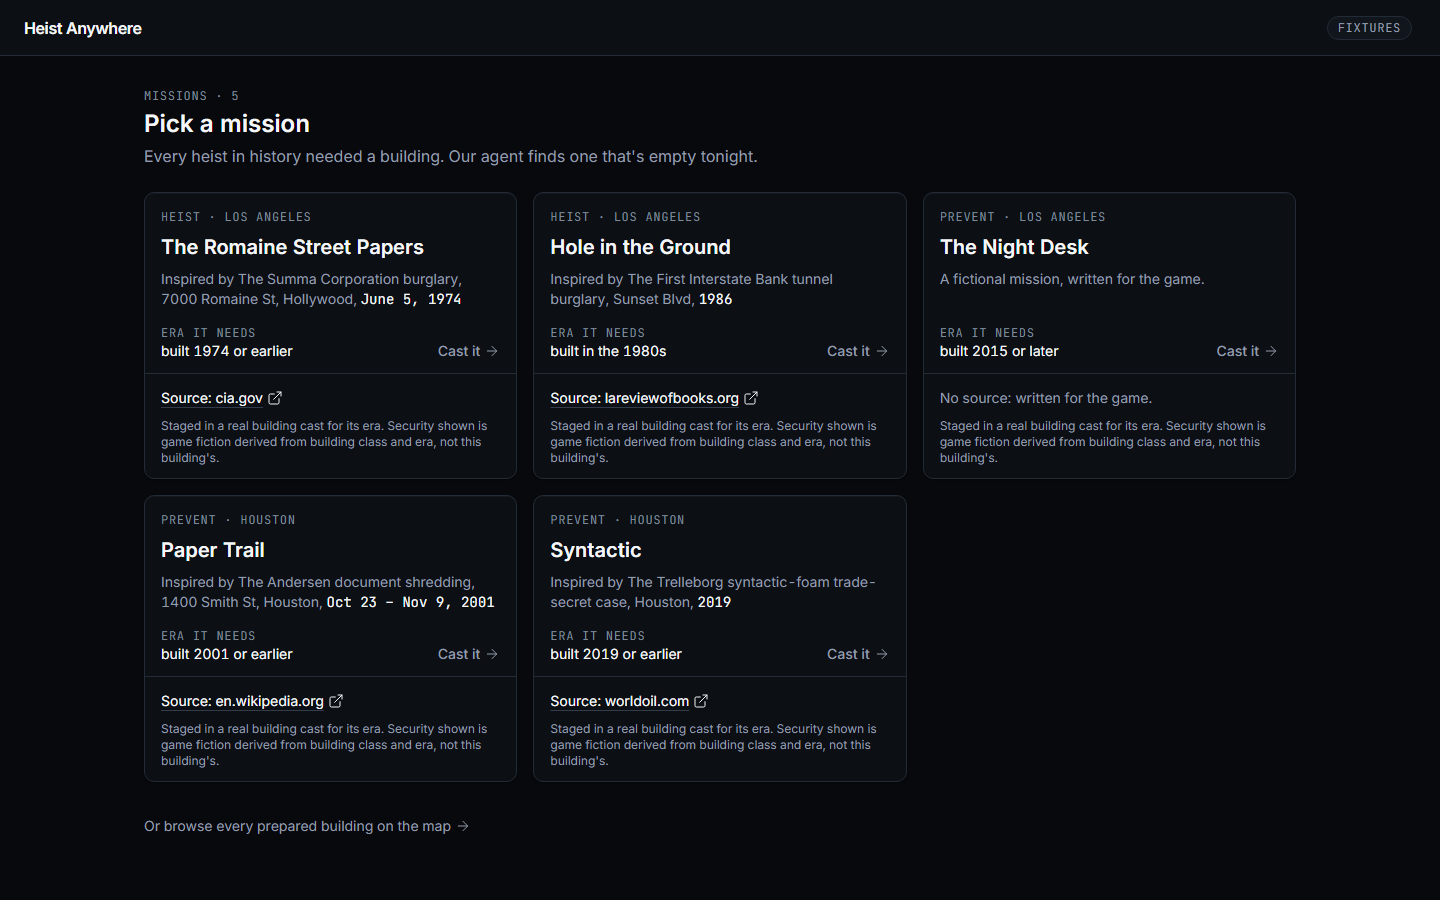 Heist Anywhere
FIXTURES
MISSIONS · 5
Pick a mission
Every heist in history needed a building. Our agent finds one that's empty tonight.
HEIST · LOS ANGELES
The Romaine Street Papers
Inspired by The Summa Corporation burglary,
7000 Romaine St, Hollywood, June 5, 1974
ERA IT NEEDS
built 1974 or earlier
Cast it →
Source: cia.gov
Staged in a real building cast for its era. Security shown is
game fiction derived from building class and era, not this
building's.
HEIST · LOS ANGELES
Hole in the Ground
Inspired by The First Interstate Bank tunnel
burglary, Sunset Blvd, 1986
ERA IT NEEDS
built in the 1980s
Cast it →
Source: lareviewofbooks.org
Staged in a real building cast for its era. Security shown is
game fiction derived from building class and era, not this
building's.
PREVENT · LOS ANGELES
The Night Desk
A fictional mission, written for the game.
ERA IT NEEDS
built 2015 or later
Cast it →
No source: written for the game.
Staged in a real building cast for its era. Security shown is
game fiction derived from building class and era, not this
building's.
PREVENT · HOUSTON
Paper Trail
Inspired by The Andersen document shredding,
1400 Smith St, Houston, Oct 23 – Nov 9, 2001
ERA IT NEEDS
built 2001 or earlier
Cast it →
Source: en.wikipedia.org
Staged in a real building cast for its era. Security shown is
game fiction derived from building class and era, not this
building's.
PREVENT · HOUSTON
Syntactic
Inspired by The Trelleborg syntactic-foam trade-
secret case, Houston, 2019
ERA IT NEEDS
built 2019 or earlier
Cast it →
Source: worldoil.com
Staged in a real building cast for its era. Security shown is
game fiction derived from building class and era, not this
building's.
Or browse every prepared building on the map →